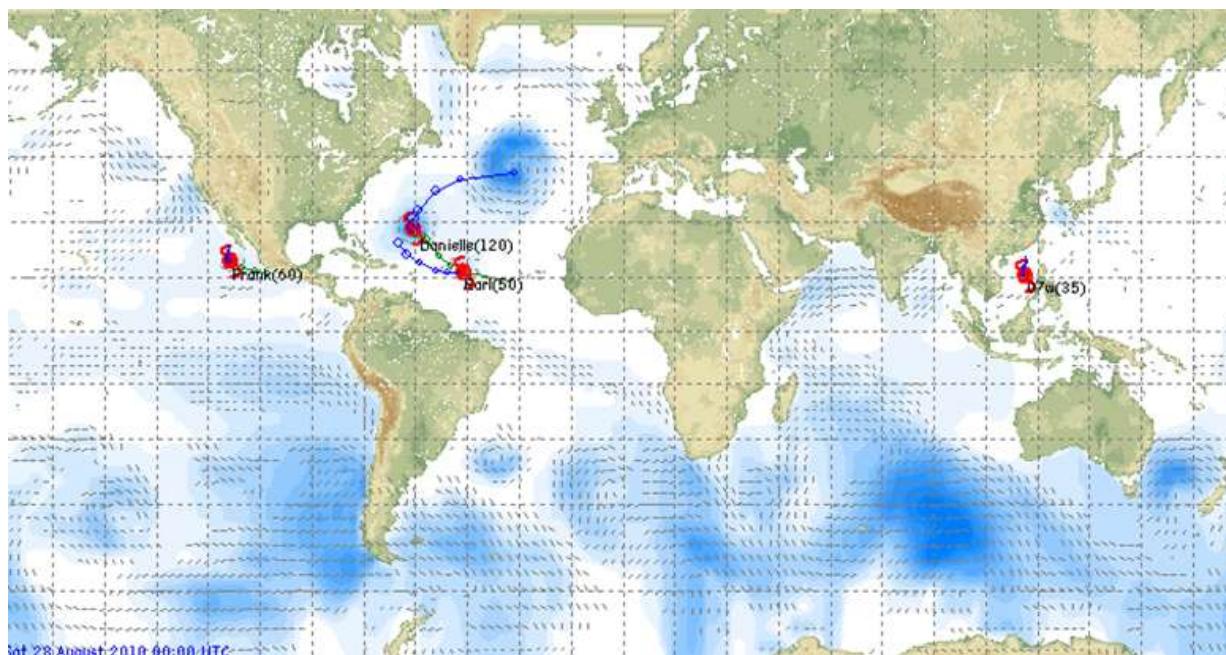 Danielle(120)
Frank(60)
Earl(50)
07w(35)
Sat 28 August 2010 00:00 UTC